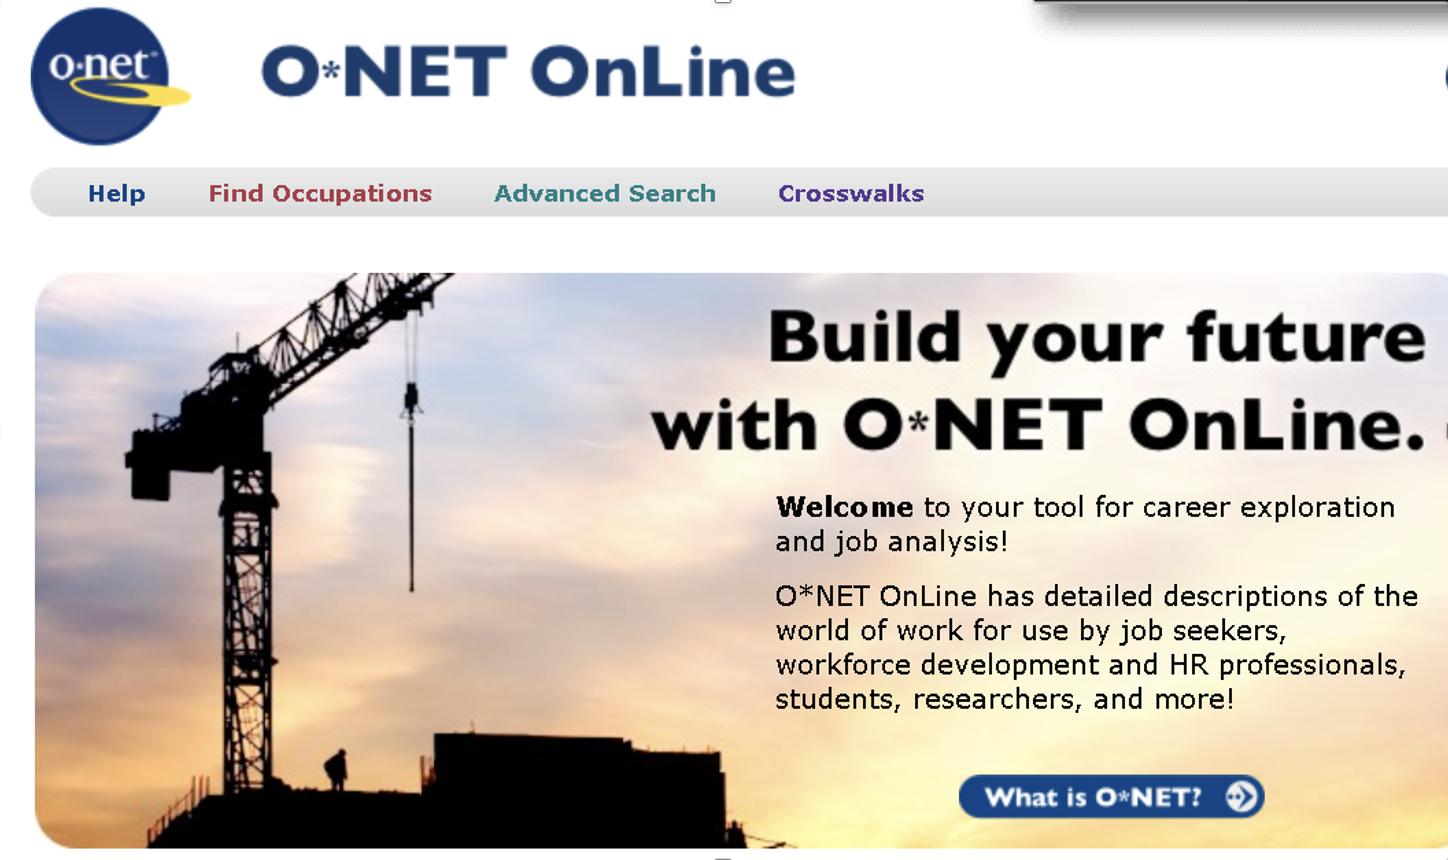 o·net®
O*NET OnLine
Help Find Occupations Advanced Search Crosswalks
Build your future
with O*NET OnLine.
Welcome to your tool for career exploration
and job analysis!
O*NET OnLine has detailed descriptions of the
world of work for use by job seekers,
workforce development and HR professionals,
students, researchers, and more!
What is O*NET?